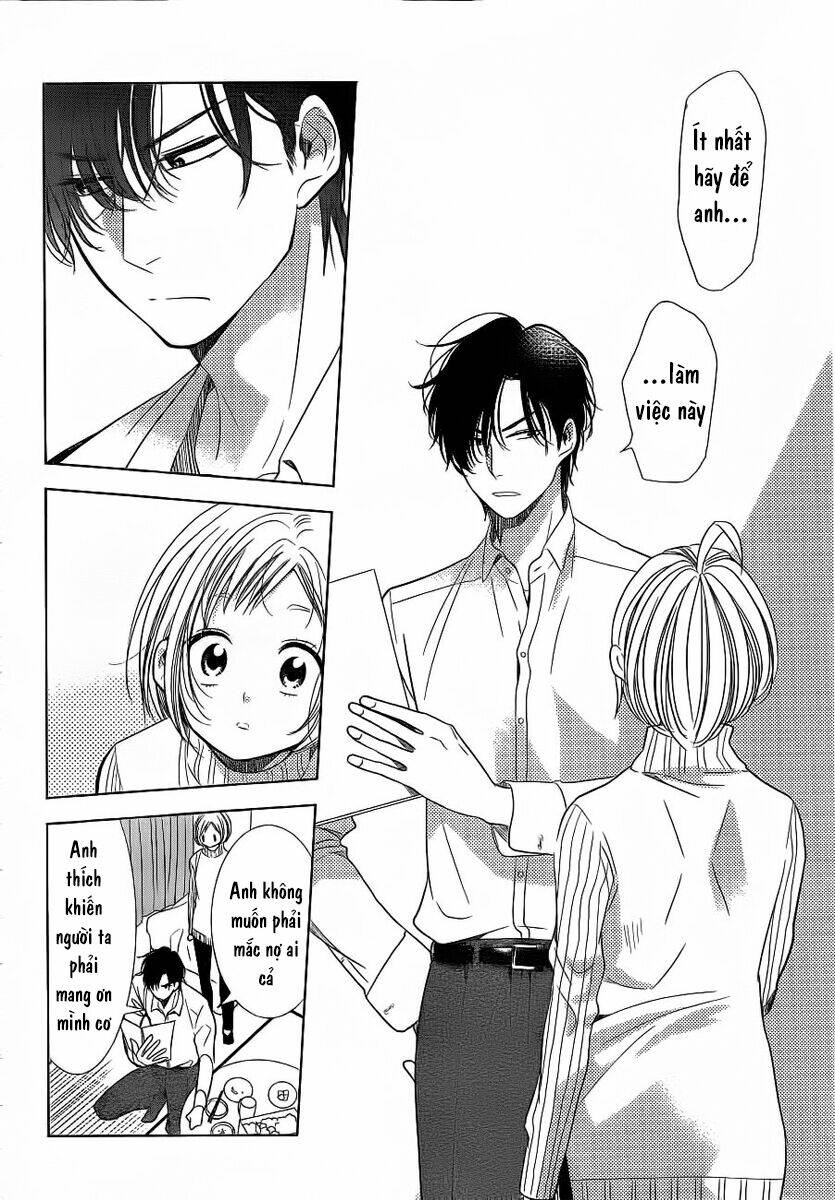 Ít nhất
hãy để
anh...
...làm
việc này
Anh không
muốn phải
mắc nợ ai
cả
Anh
thích
khiến
người ta
phải
mang ơn
mình cơ